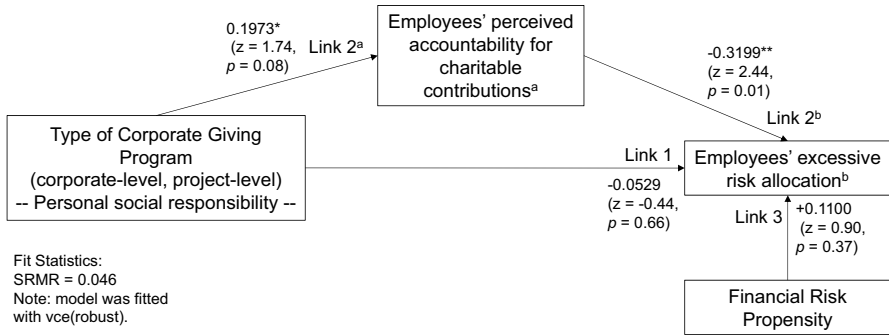 0.1973*
(z = 1.74,
p = 0.08)
Link 2ᵃ
Employees’ perceived
accountability for
charitable
contributionsᵃ
-0.3199**
(z = 2.44,
p = 0.01)
Link 2ᵇ
Type of Corporate Giving
Program
(corporate-level, project-level)
-- Personal social responsibility --
Link 1
-0.0529
(z = -0.44,
p = 0.66)
Employees’ excessive
risk allocationᵇ
Link 3
+0.1100
(z = 0.90,
p = 0.37)
Financial Risk
Propensity
Fit Statistics:
SRMR = 0.046
Note: model was fitted
with vce(robust).